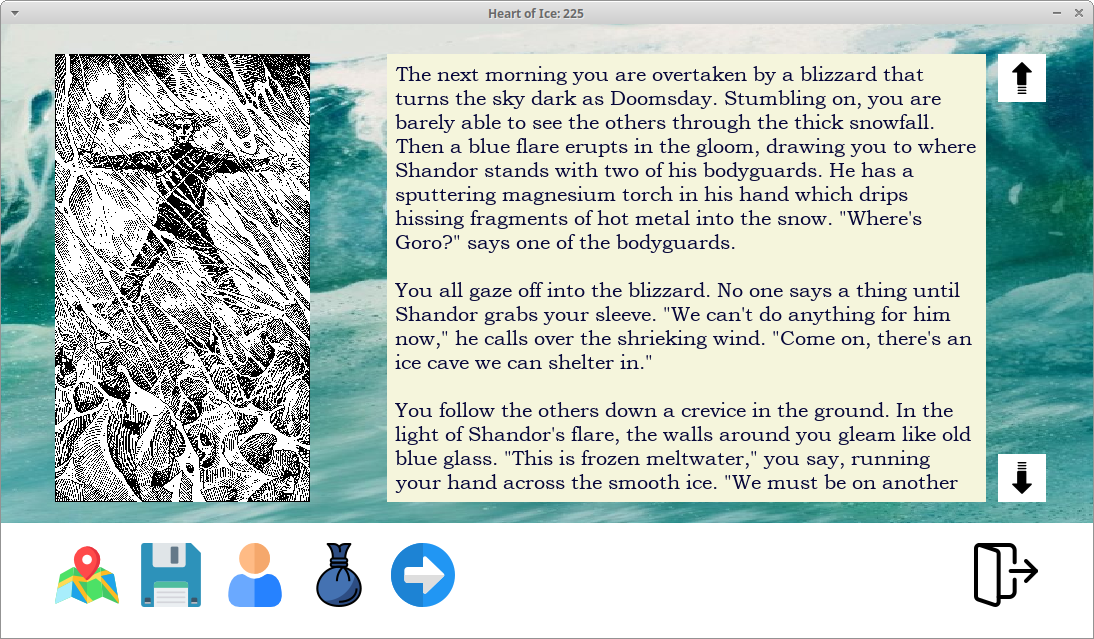 Heart of Ice: 225
The next morning you are overtaken by a blizzard that
turns the sky dark as Doomsday. Stumbling on, you are
barely able to see the others through the thick snowfall.
Then a blue flare erupts in the gloom, drawing you to where
Shandor stands with two of his bodyguards. He has a
sputtering magnesium torch in his hand which drips
hissing fragments of hot metal into the snow. "Where's
Goro?" says one of the bodyguards.
You all gaze off into the blizzard. No one says a thing until
Shandor grabs your sleeve. "We can't do anything for him
now," he calls over the shrieking wind. "Come on, there's an
ice cave we can shelter in."
You follow the others down a crevice in the ground. In the
light of Shandor's flare, the walls around you gleam like old
blue glass. "This is frozen meltwater," you say, running
your hand across the smooth ice. "We must be on another